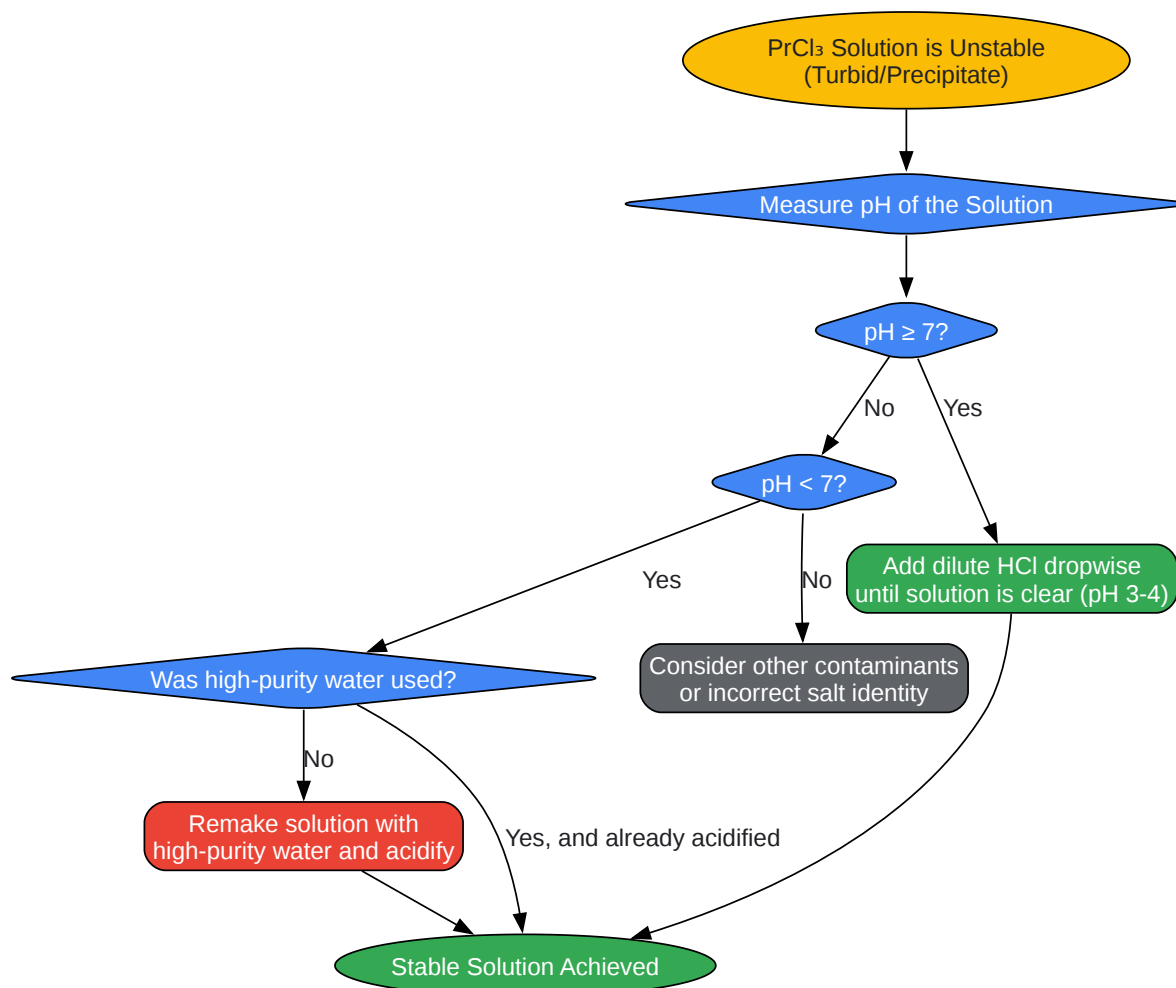 PrCl₃ Solution is Unstable
(Turbid/Precipitate)
Measure pH of the Solution
pH ≥ 7?
No
Yes
pH < 7?
Yes
No
Add dilute HCl dropwise
until solution is clear (pH 3-4)
Was high-purity water used?
Consider other contaminants
or incorrect salt identity
No
Yes, and already acidified
Remake solution with
high-purity water and acidify
Stable Solution Achieved